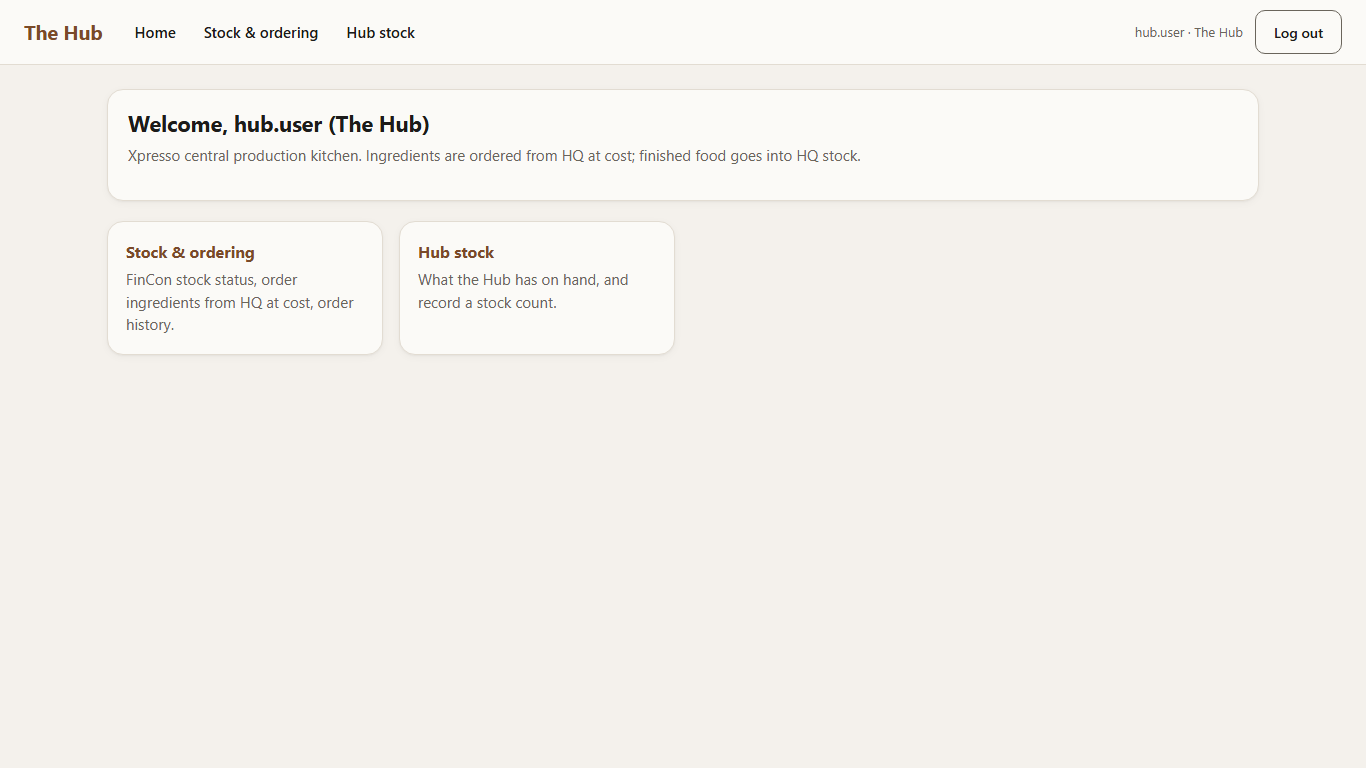 The Hub
Home
Stock & ordering
Hub stock
hub.user · The Hub
Log out
Welcome, hub.user (The Hub)
Xpresso central production kitchen. Ingredients are ordered from HQ at cost; finished food goes into HQ stock.
Stock & ordering
FinCon stock status, order
ingredients from HQ at cost, order
history.
Hub stock
What the Hub has on hand, and
record a stock count.